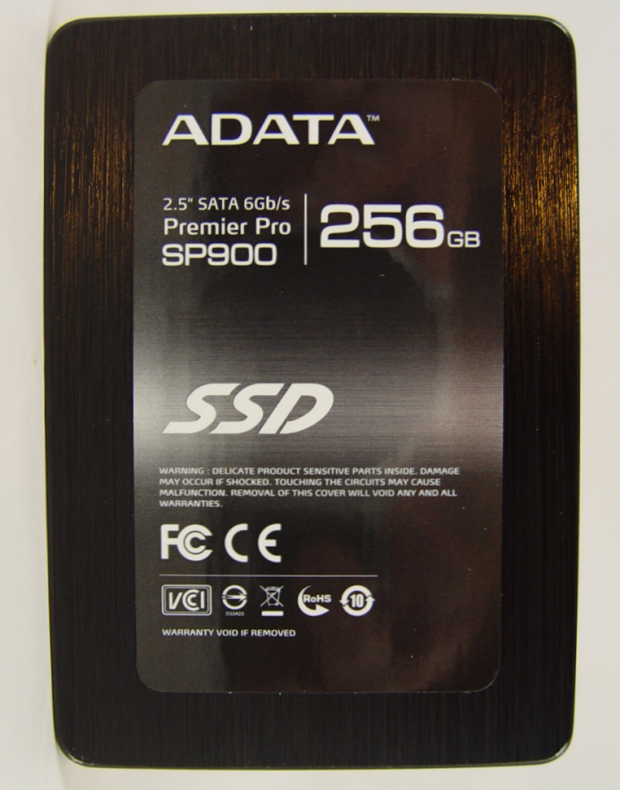 ADATA™
2.5" SATA 6Gb/s
Premier Pro
SP900
256GB
SSD
WARNING : DELICATE PRODUCT SENSITIVE PARTS INSIDE. DAMAGE
MAY OCCUR IF SHOCKED. TOUCHING THE CIRCUITS MAY CAUSE
MALFUNCTION. REMOVAL OF THIS COVER WILL VOID ANY AND ALL
WARRANTIES.
FC CE
VCI RoHS 10
WARRANTY VOID IF REMOVED